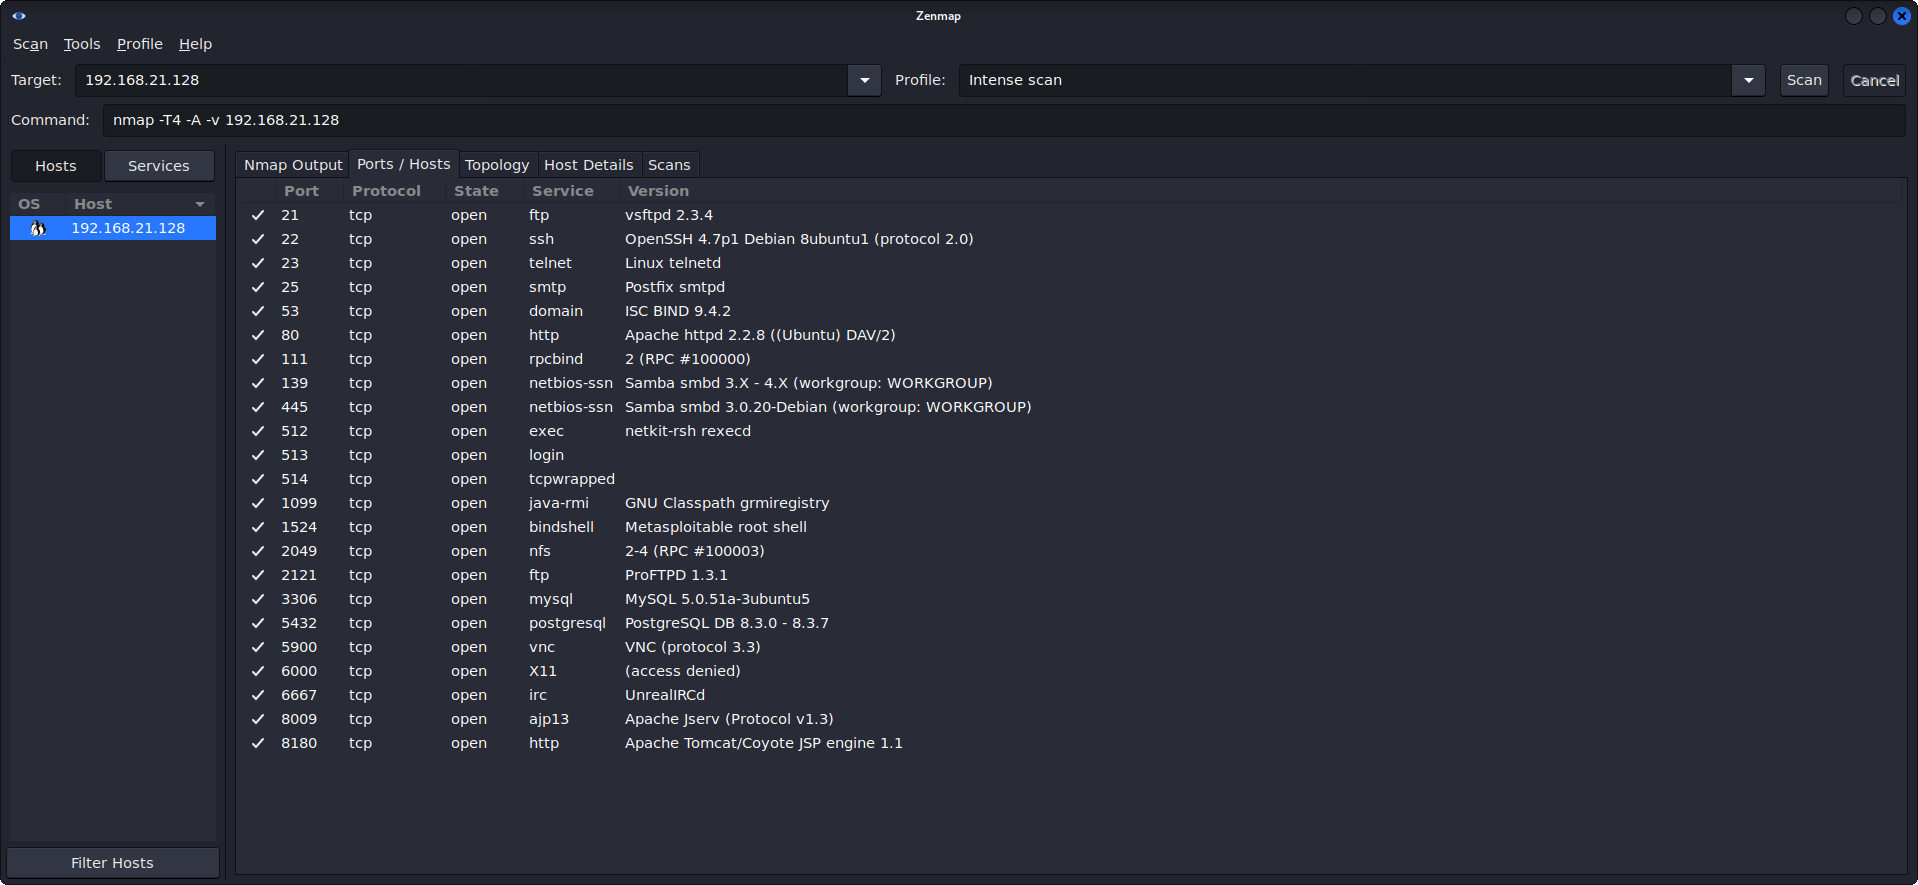 Zenmap
Scan Tools Profile Help
Target: 192.168.21.128 Profile: Intense scan Scan Cancel
Command: nmap -T4 -A -v 192.168.21.128
Hosts Services Nmap Output Ports / Hosts Topology Host Details Scans
OS Host
192.168.21.128
Port Protocol State Service Version
21 tcp open ftp vsftpd 2.3.4
22 tcp open ssh OpenSSH 4.7p1 Debian 8ubuntu1 (protocol 2.0)
23 tcp open telnet Linux telnetd
25 tcp open smtp Postfix smtpd
53 tcp open domain ISC BIND 9.4.2
80 tcp open http Apache httpd 2.2.8 ((Ubuntu) DAV/2)
111 tcp open rpcbind 2 (RPC #100000)
139 tcp open netbios-ssn Samba smbd 3.X - 4.X (workgroup: WORKGROUP)
445 tcp open netbios-ssn Samba smbd 3.0.20-Debian (workgroup: WORKGROUP)
512 tcp open exec netkit-rsh rexecd
513 tcp open login
514 tcp open tcpwrapped
1099 tcp open java-rmi GNU Classpath grmiregistry
1524 tcp open bindshell Metasploitable root shell
2049 tcp open nfs 2-4 (RPC #100003)
2121 tcp open ftp ProFTPD 1.3.1
3306 tcp open mysql MySQL 5.0.51a-3ubuntu5
5432 tcp open postgresql PostgreSQL DB 8.3.0 - 8.3.7
5900 tcp open vnc VNC (protocol 3.3)
6000 tcp open X11 (access denied)
6667 tcp open irc UnrealIRCd
8009 tcp open ajp13 Apache Jserv (Protocol v1.3)
8180 tcp open http Apache Tomcat/Coyote JSP engine 1.1
Filter Hosts